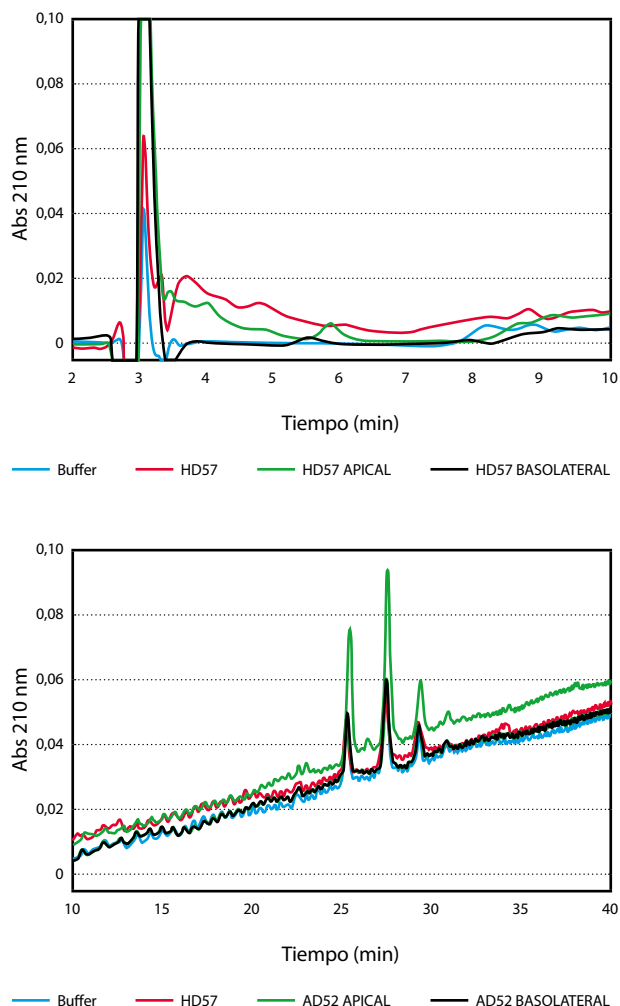 0,10
0,08
0,06
0,04
0,02
0
Abs 210 nm
2 3 4 5 6 7 8 9 10
Tiempo (min)
Buffer HD57 HD57 APICAL HD57 BASOLATERAL
0,10
0,08
0,06
0,04
0,02
0
Abs 210 nm
10 15 20 25 30 35 40
Tiempo (min)
Buffer HD57 AD52 APICAL AD52 BASOLATERAL